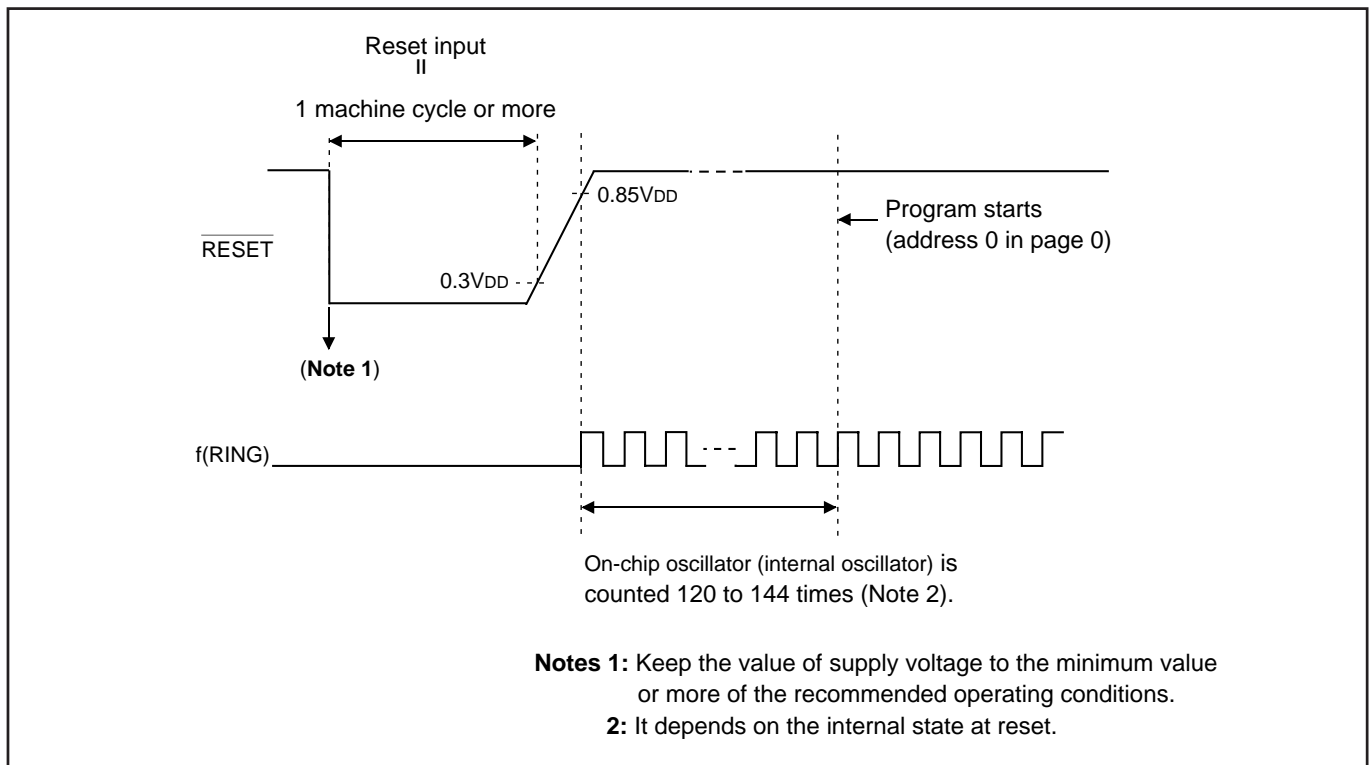 Reset input
=
1 machine cycle or more
0.85VDD
Program starts
(address 0 in page 0)
RESET
0.3VDD
(Note 1)
f(RING)
On-chip oscillator (internal oscillator) is
counted 120 to 144 times (Note 2).
Notes 1: Keep the value of supply voltage to the minimum value
or more of the recommended operating conditions.
2: It depends on the internal state at reset.